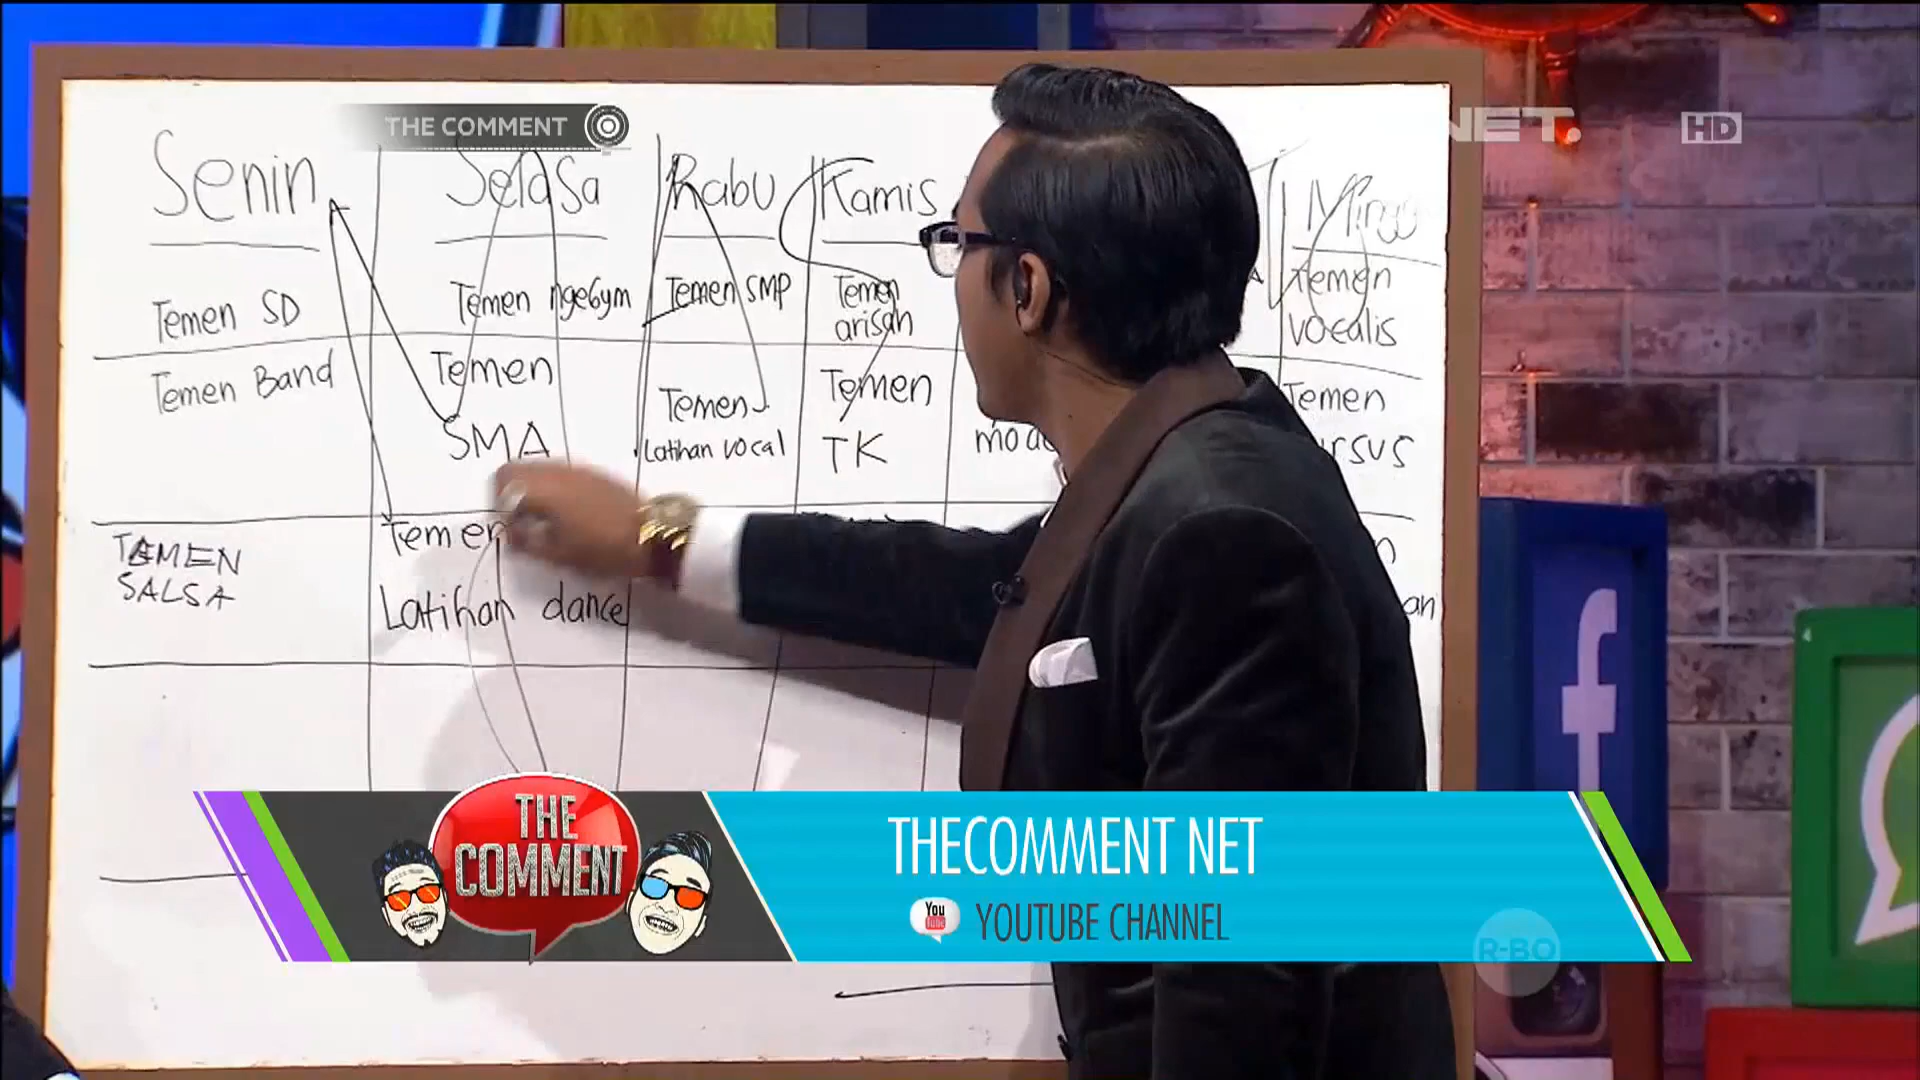 THE COMMENT
NET.
HD
Senin Selasa Rabu Kamis Minggu
Temen SD
Temen ngeGym
Temen SMP
Temen
arisan
Temen
vocalis
Temen Band
Temen
SMA
Temen
Latihan vocal
Temen
TK
Temen
TEMEN
SALSA
Temen
Latihan dance
THE
COMMENT
THECOMMENT NET
You
Tube
YOUTUBE CHANNEL
R-BO
f